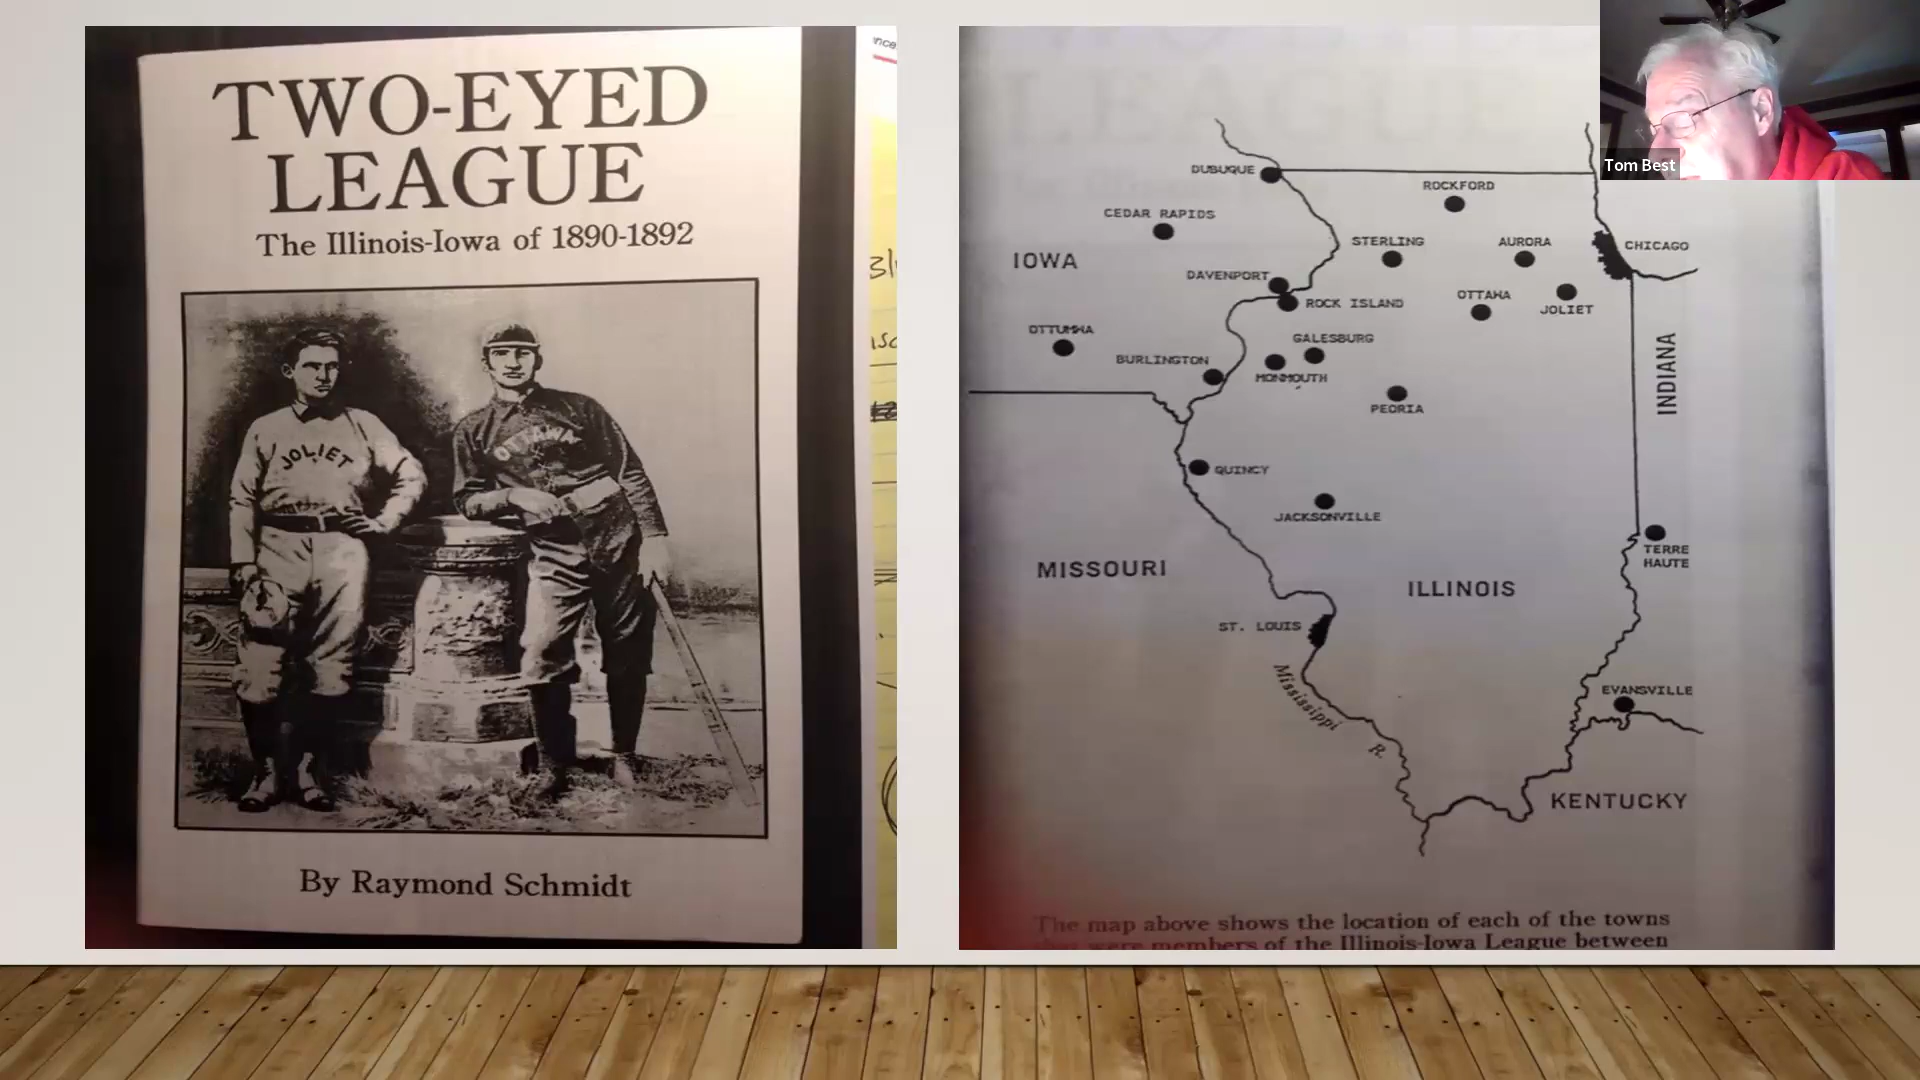 TWO-EYED
LEAGUE
The Illinois-Iowa of 1890-1892
JOLIET
OTTAWA
By Raymond Schmidt
DUBUQUE
ROCKFORD
CEDAR RAPIDS
STERLING
AURORA
CHICAGO
IOWA
DAVENPORT
ROCK ISLAND
OTTAWA
JOLIET
OTTUMWA
GALESBURG
BURLINGTON
MONMOUTH
INDIANA
PEORIA
QUINCY
JACKSONVILLE
TERRE
HAUTE
MISSOURI
ILLINOIS
ST. LOUIS
Mississippi R.
EVANSVILLE
KENTUCKY
The map above shows the location of each of the towns
that were members of the Illinois-Iowa League between
LEAGUE
Tom Best